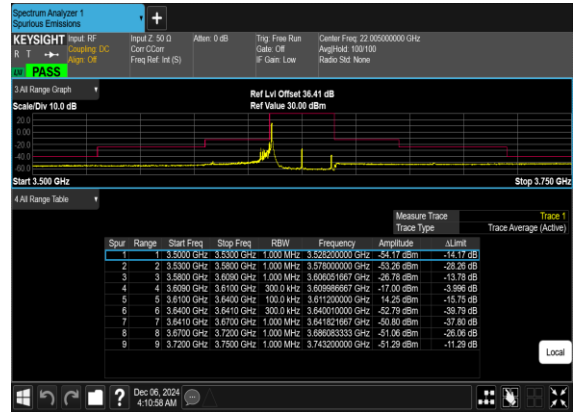 Spectrum Analyzer 1
Spurious Emissions
+
KEYSIGHT Input: RF Input Z: 50 Ω Atten: 0 dB Trig: Free Run Center Freq: 22.005000000 GHz
R T Coupling: DC Corr CCorr Gate: Off Avg|Hold: 100/100
Align: Off Freq Ref: Int (S) IF Gain: Low Radio Std: None
LXI PASS
3 All Range Graph Ref Lvl Offset 36.41 dB
Scale/Div 10.0 dB Ref Value 30.00 dBm
20.0
0.00
-20.0
-40.0
-60.0
Start 3.500 GHz Stop 3.750 GHz
4 All Range Table
Measure Trace Trace 1
Trace Type Trace Average (Active)
Spur Range Start Freq Stop Freq RBW Frequency Amplitude ΔLimit
1 1 3.5000 GHz 3.5300 GHz 1.000 MHz 3.528200000 GHz -54.17 dBm -14.17 dB
2 2 3.5300 GHz 3.5800 GHz 1.000 MHz 3.578000000 GHz -53.26 dBm -28.26 dB
3 3 3.5800 GHz 3.6090 GHz 1.000 MHz 3.606051667 GHz -26.78 dBm -13.78 dB
4 4 3.6090 GHz 3.6100 GHz 300.0 kHz 3.609986667 GHz -17.00 dBm -3.996 dB
5 5 3.6100 GHz 3.6400 GHz 100.0 kHz 3.611200000 GHz 14.25 dBm -15.75 dB
6 6 3.6400 GHz 3.6410 GHz 300.0 kHz 3.640010000 GHz -52.79 dBm -39.79 dB
7 7 3.6410 GHz 3.6700 GHz 1.000 MHz 3.641821667 GHz -50.80 dBm -37.80 dB
8 8 3.6700 GHz 3.7200 GHz 1.000 MHz 3.686083333 GHz -51.06 dBm -26.06 dB
9 9 3.7200 GHz 3.7500 GHz 1.000 MHz 3.743200000 GHz -51.29 dBm -11.29 dB
Local
? Dec 06, 2024
4:10:58 AM